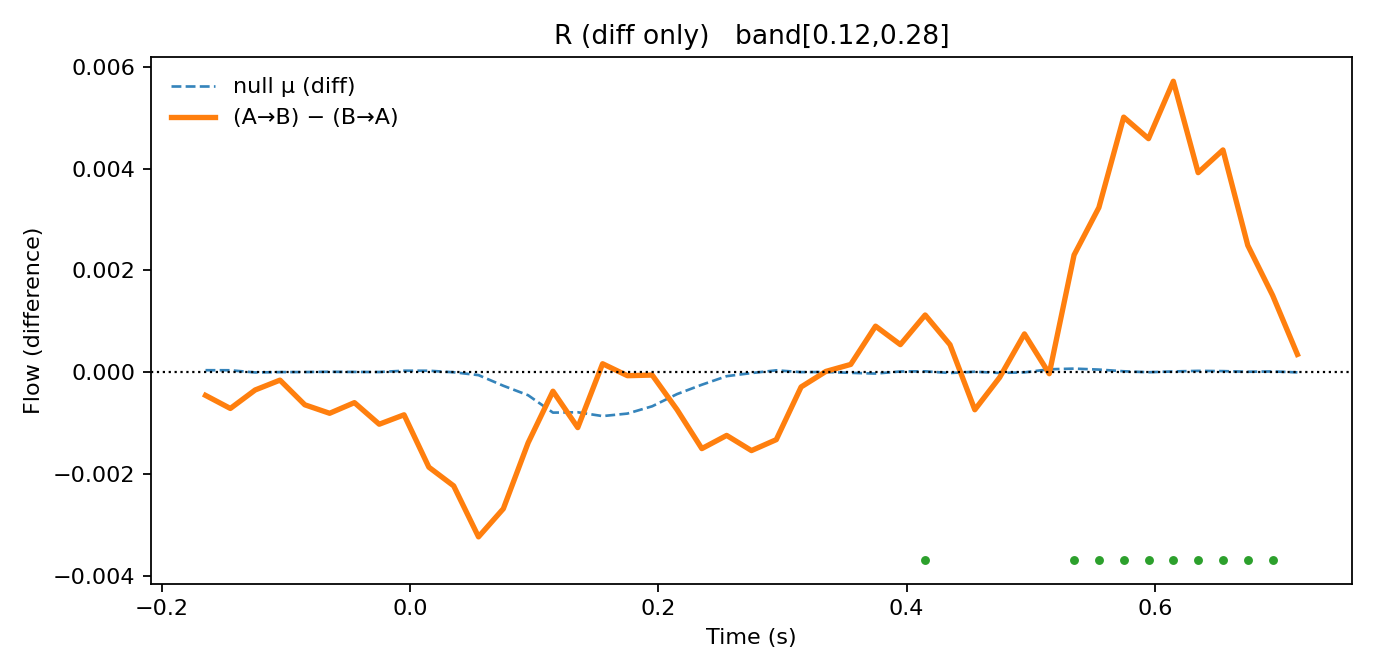 R (diff only)   band[0.12,0.28]
null μ (diff)
(A→B) − (B→A)
Flow (difference)
0.006
0.004
0.002
0.000
−0.002
−0.004
−0.2
0.0
0.2
0.4
0.6
Time (s)